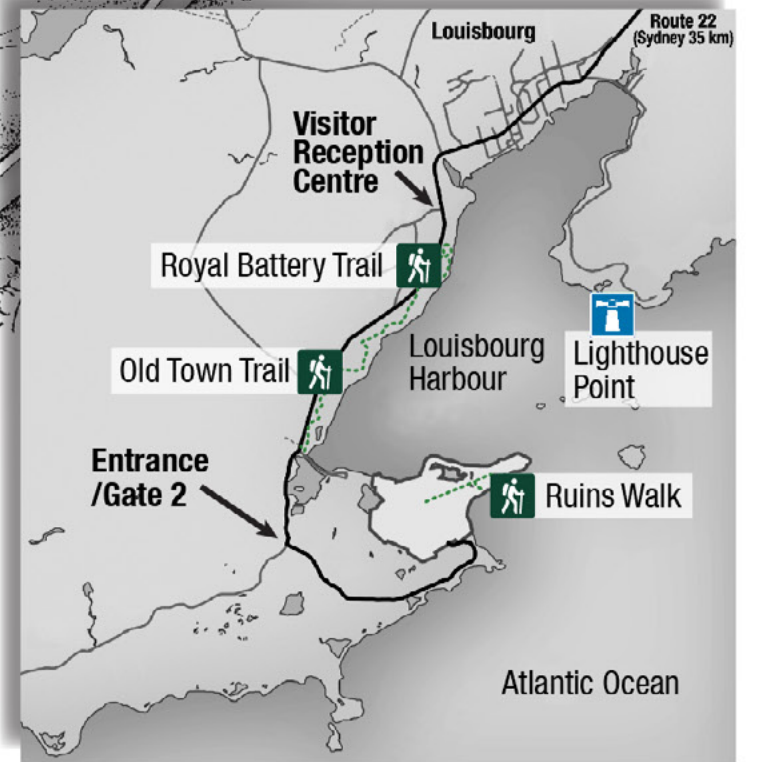 Louisbourg
Route 22
(Sydney 35 km)
Visitor
Reception
Centre
Royal Battery Trail
Old Town Trail
Louisbourg
Harbour
Lighthouse
Point
Entrance
/Gate 2
Ruins Walk
Atlantic Ocean